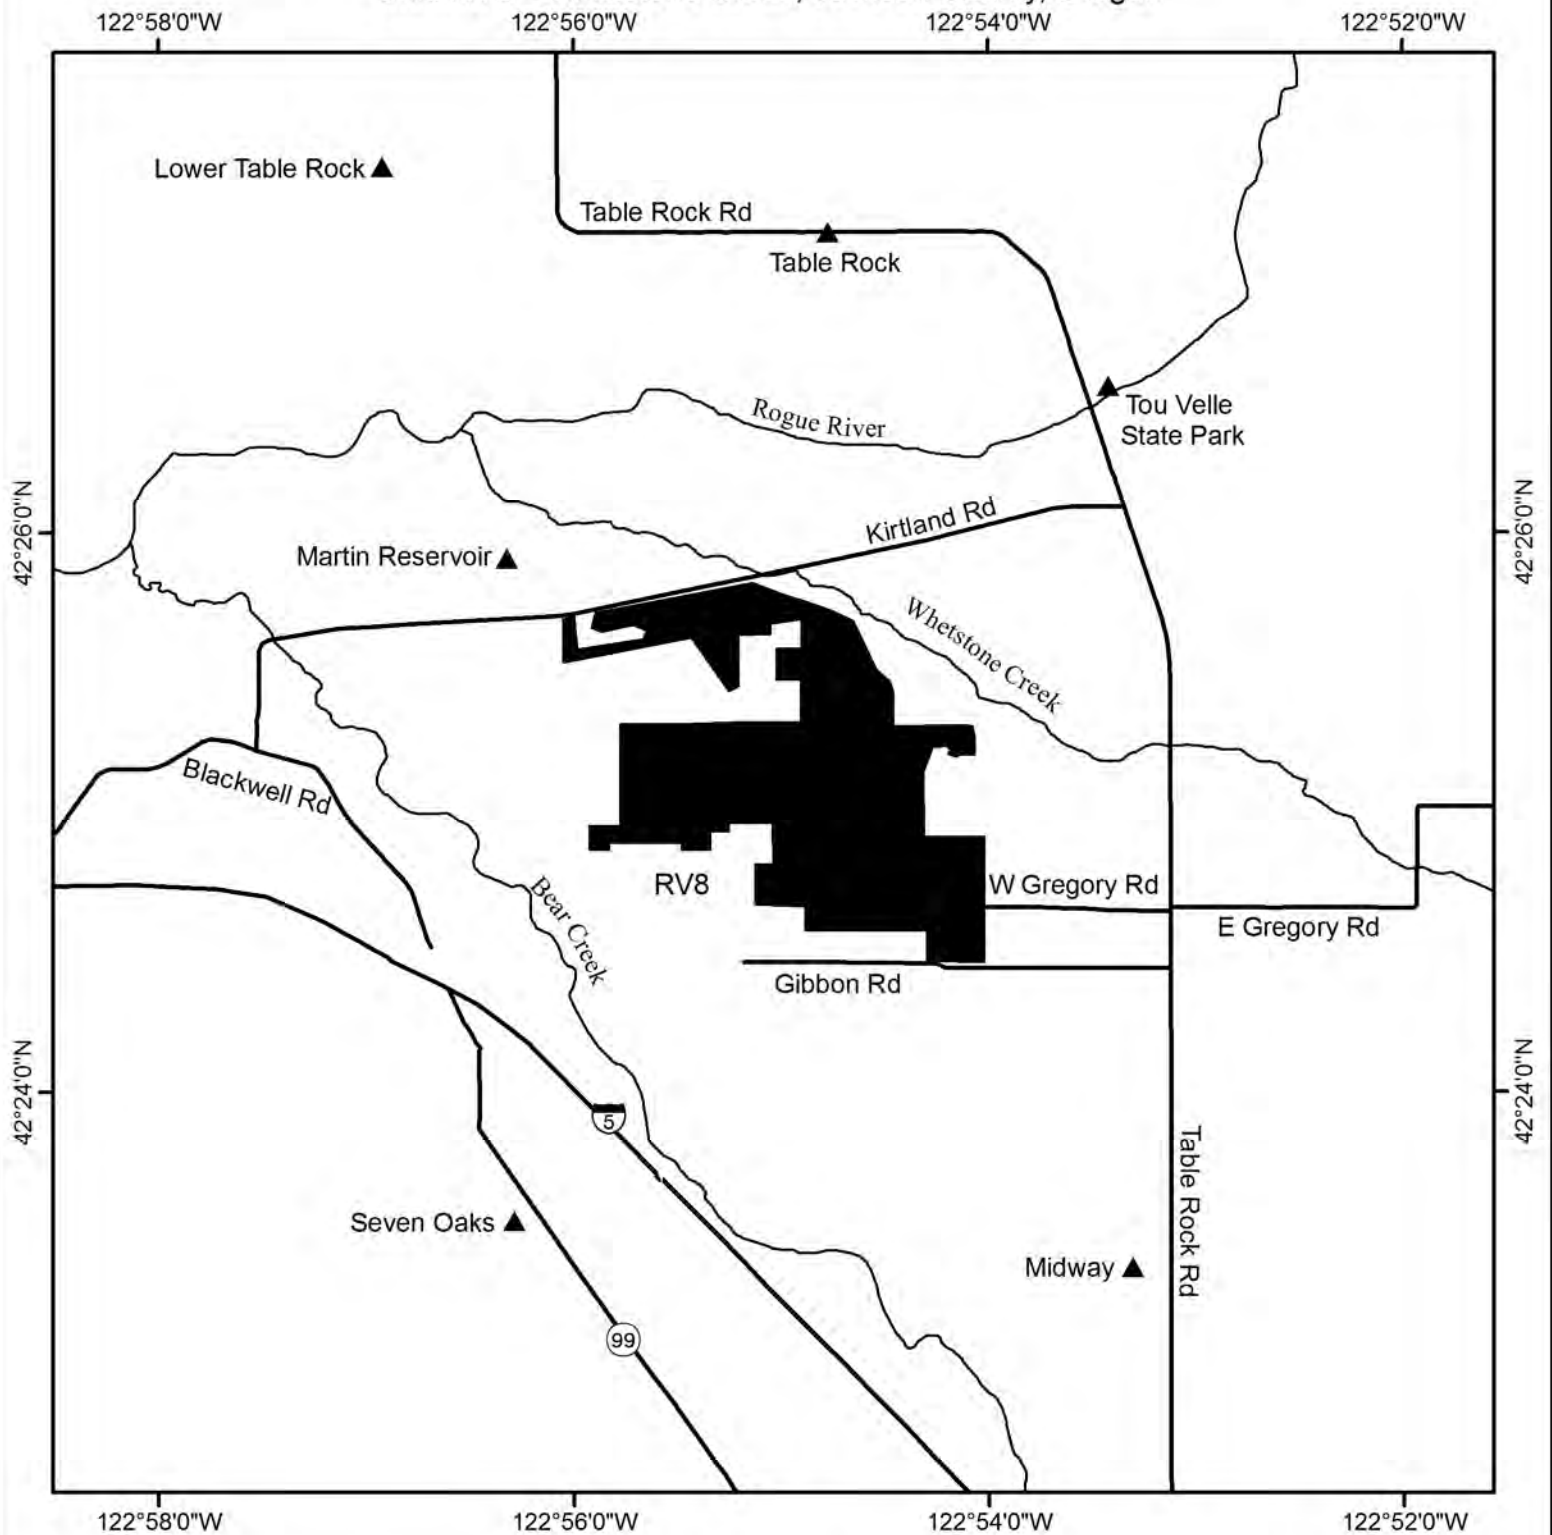 122°58'0"W
122°56'0"W
122°54'0"W
122°52'0"W
Lower Table Rock
Table Rock Rd
Table Rock
Rogue River
Tou Velle
State Park
42°26'0"N
42°26'0"N
Kirtland Rd
Martin Reservoir
Whetstone Creek
Blackwell Rd
RV8
W Gregory Rd
E Gregory Rd
Bear Creek
Gibbon Rd
42°24'0"N
42°24'0"N
5
Table Rock Rd
Seven Oaks
Midway
99
122°58'0"W
122°56'0"W
122°54'0"W
122°52'0"W